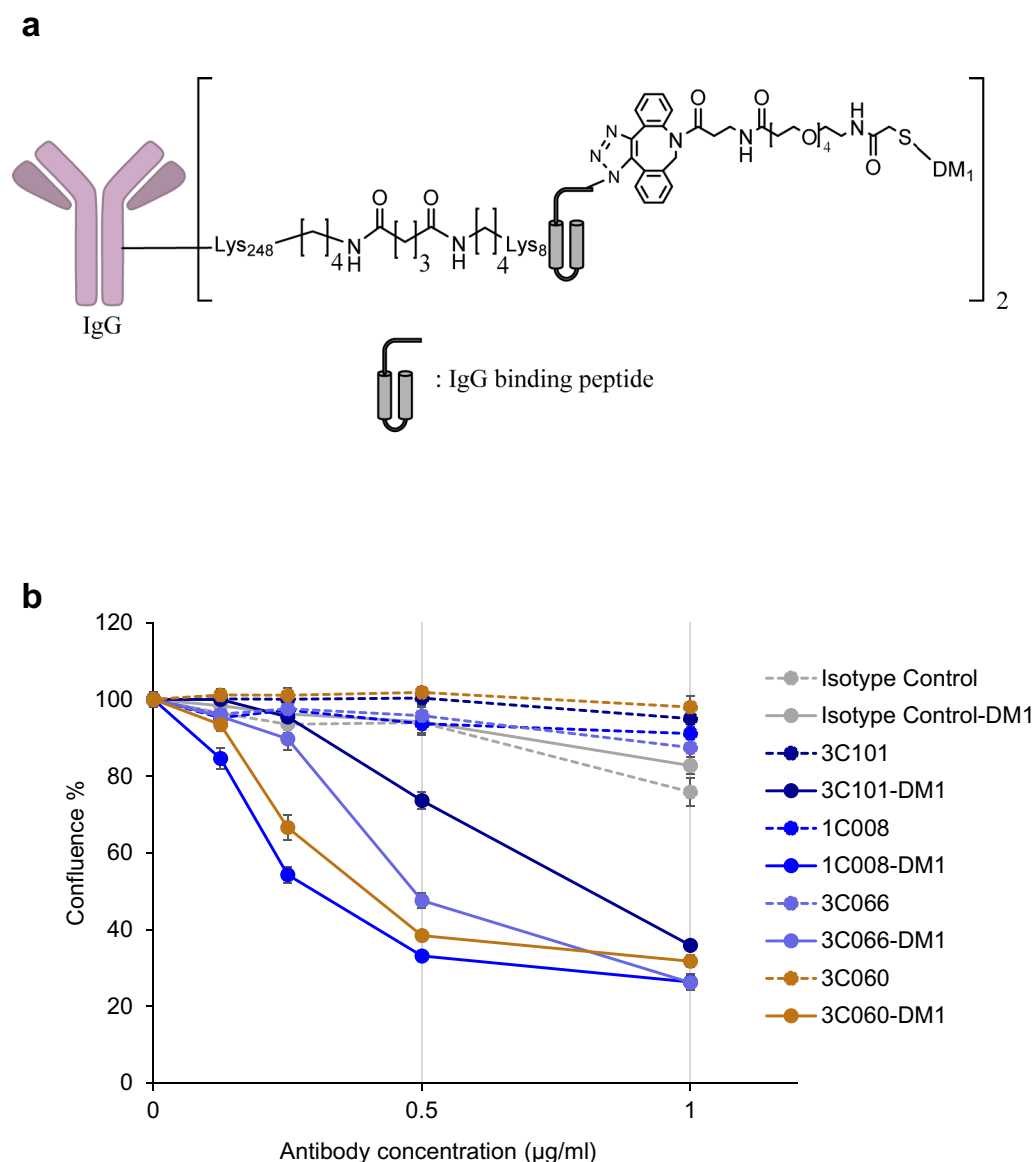 a
O
O
O
H
N
S
N
N
N
N
N
H
O
4
O
DM1
O
O
Lys248
4
N
H
3
N
H
4
Lys8
2
IgG
: IgG binding peptide
b
120
100
80
60
40
20
0
Confluence %
0
0.5
1
Antibody concentration (µg/ml)
Isotype Control
Isotype Control-DM1
3C101
3C101-DM1
1C008
1C008-DM1
3C066
3C066-DM1
3C060
3C060-DM1